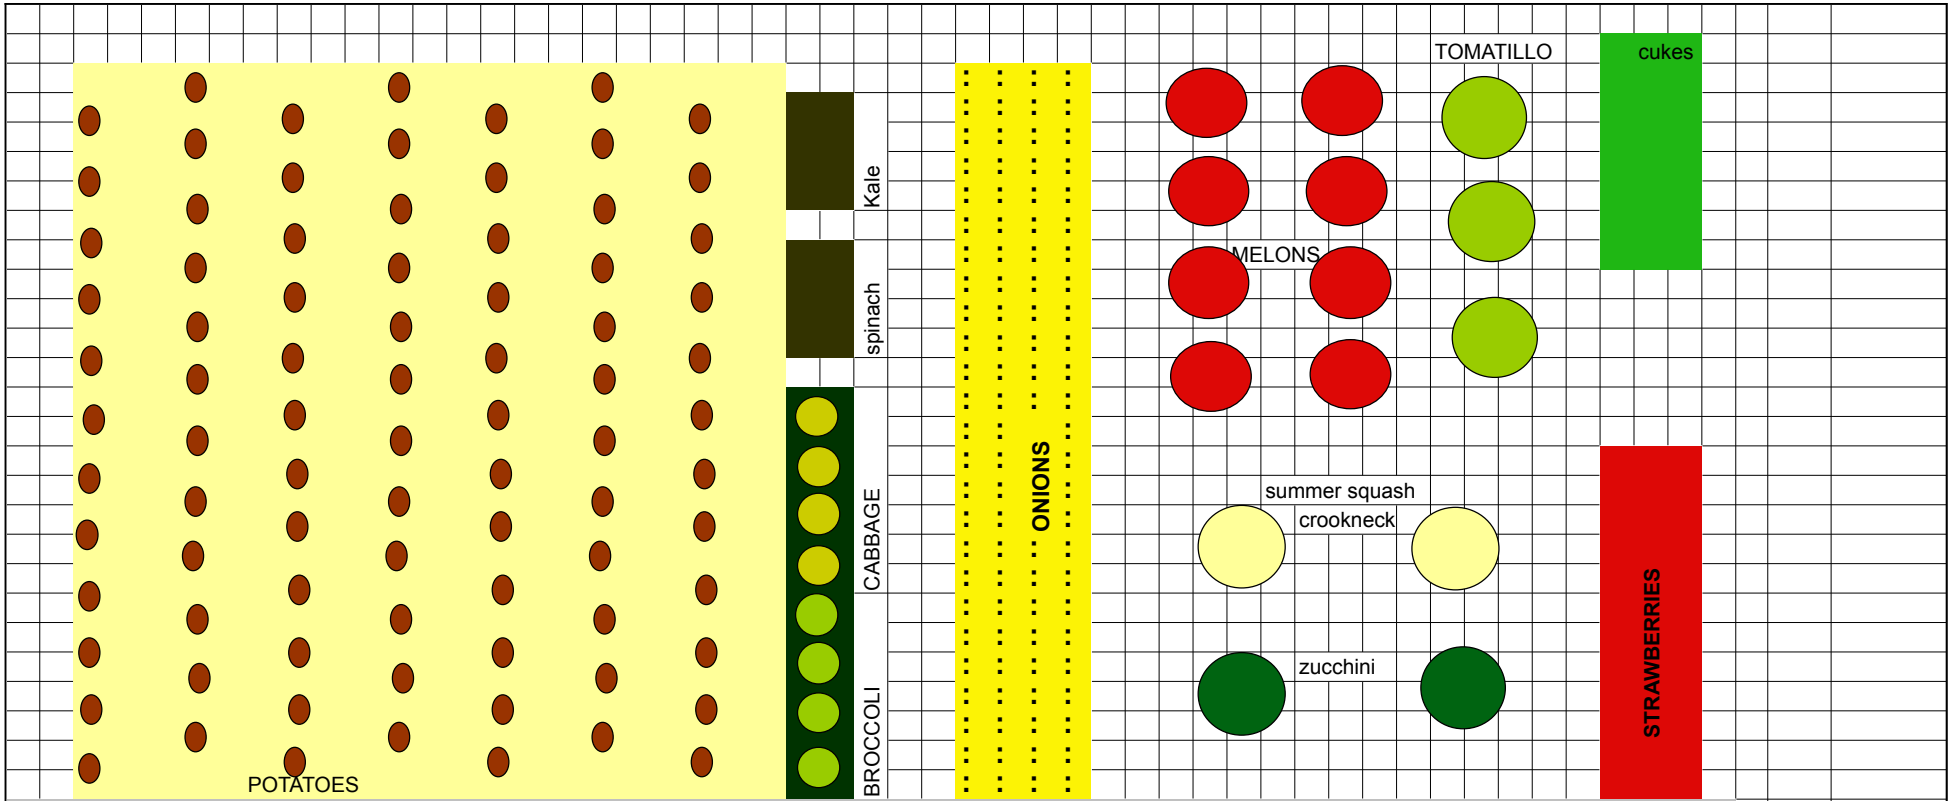 TOMATILLO
cukes
Kale
MELONS
spinach
ONIONS
summer squash
crookneck
CABBAGE
zucchini
STRAWBERRIES
BROCCOLI
POTATOES